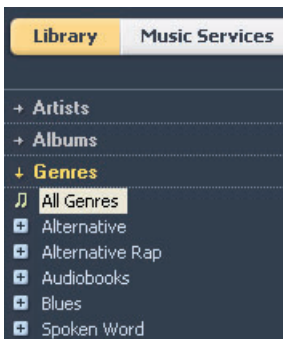 Library Music Services
Artists
Albums
Genres
All Genres
Alternative
Alternative Rap
Audiobooks
Blues
Spoken Word